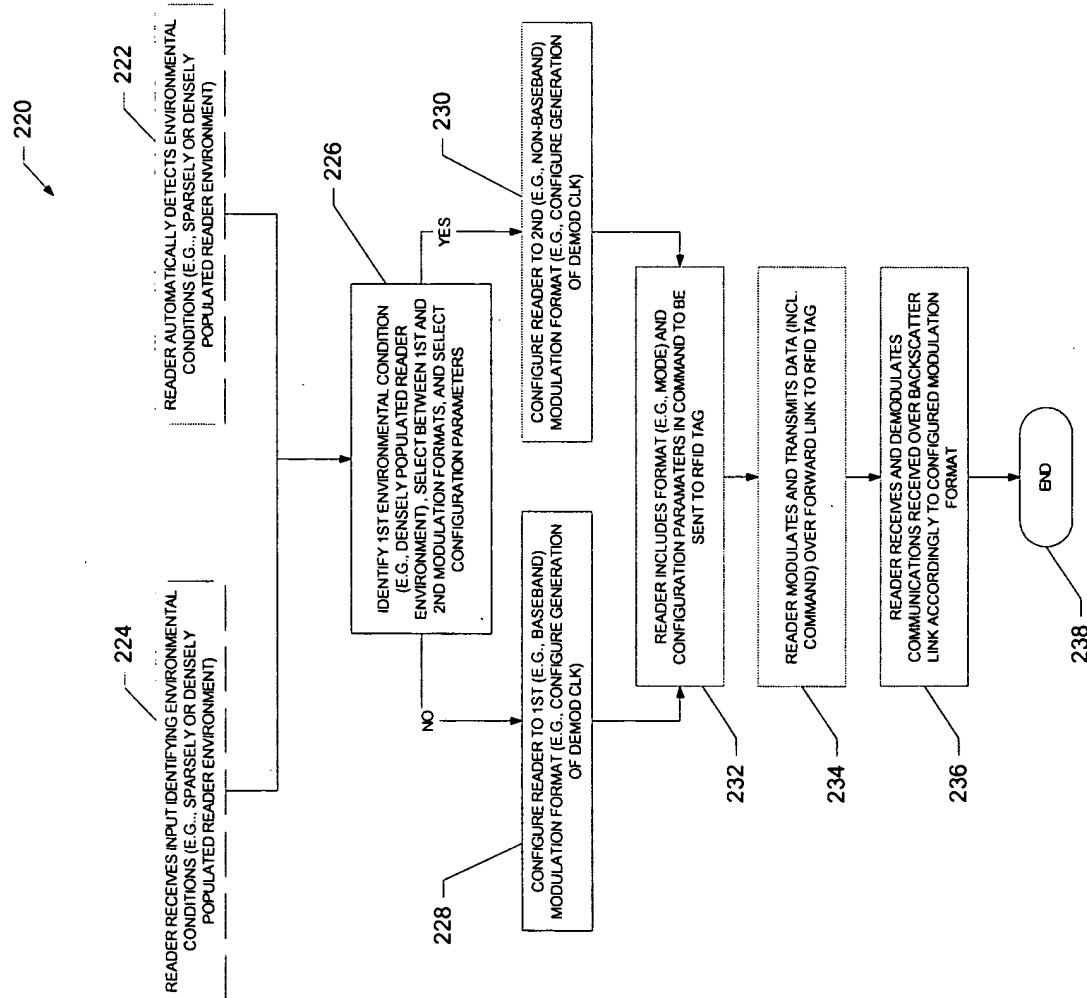 220
224
READER RECEIVES INPUT IDENTIFYING ENVIRONMENTAL
CONDITIONS (E.G., SPARSELY OR DENSELY
POPULATED READER ENVIRONMENT)
222
READER AUTOMATICALLY DETECTS ENVIRONMENTAL
CONDITIONS (E.G., SPARSELY OR DENSELY
POPULATED READER ENVIRONMENT)
226
IDENTIFY 1ST ENVIRONMENTAL CONDITION
(E.G., DENSELY POPULATED READER
ENVIRONMENT), SELECT BETWEEN 1ST AND
2ND MODULATION FORMATS, AND SELECT
CONFIGURATION PARAMETERS
NO
YES
228
CONFIGURE READER TO 1ST (E.G., BASEBAND)
MODULATION FORMAT (E.G., CONFIGURE GENERATION
OF DEMOD CLK)
230
CONFIGURE READER TO 2ND (E.G., NON-BASEBAND)
MODULATION FORMAT (E.G., CONFIGURE GENERATION
OF DEMOD CLK)
READER INCLUDES FORMAT (E.G., MODE) AND
CONFIGURATION PARAMATERS IN COMMAND TO BE
SENT TO RFID TAG
232
READER MODULATES AND TRANSMITS DATA (INCL.
COMMAND) OVER FORWARD LINK TO RFID TAG
234
READER RECEIVES AND DEMODULATES
COMMUNICATIONS RECEIVED OVER BACKSCATTER
LINK ACCORDINGLY TO CONFIGURED MODULATION
FORMAT
236
END
238